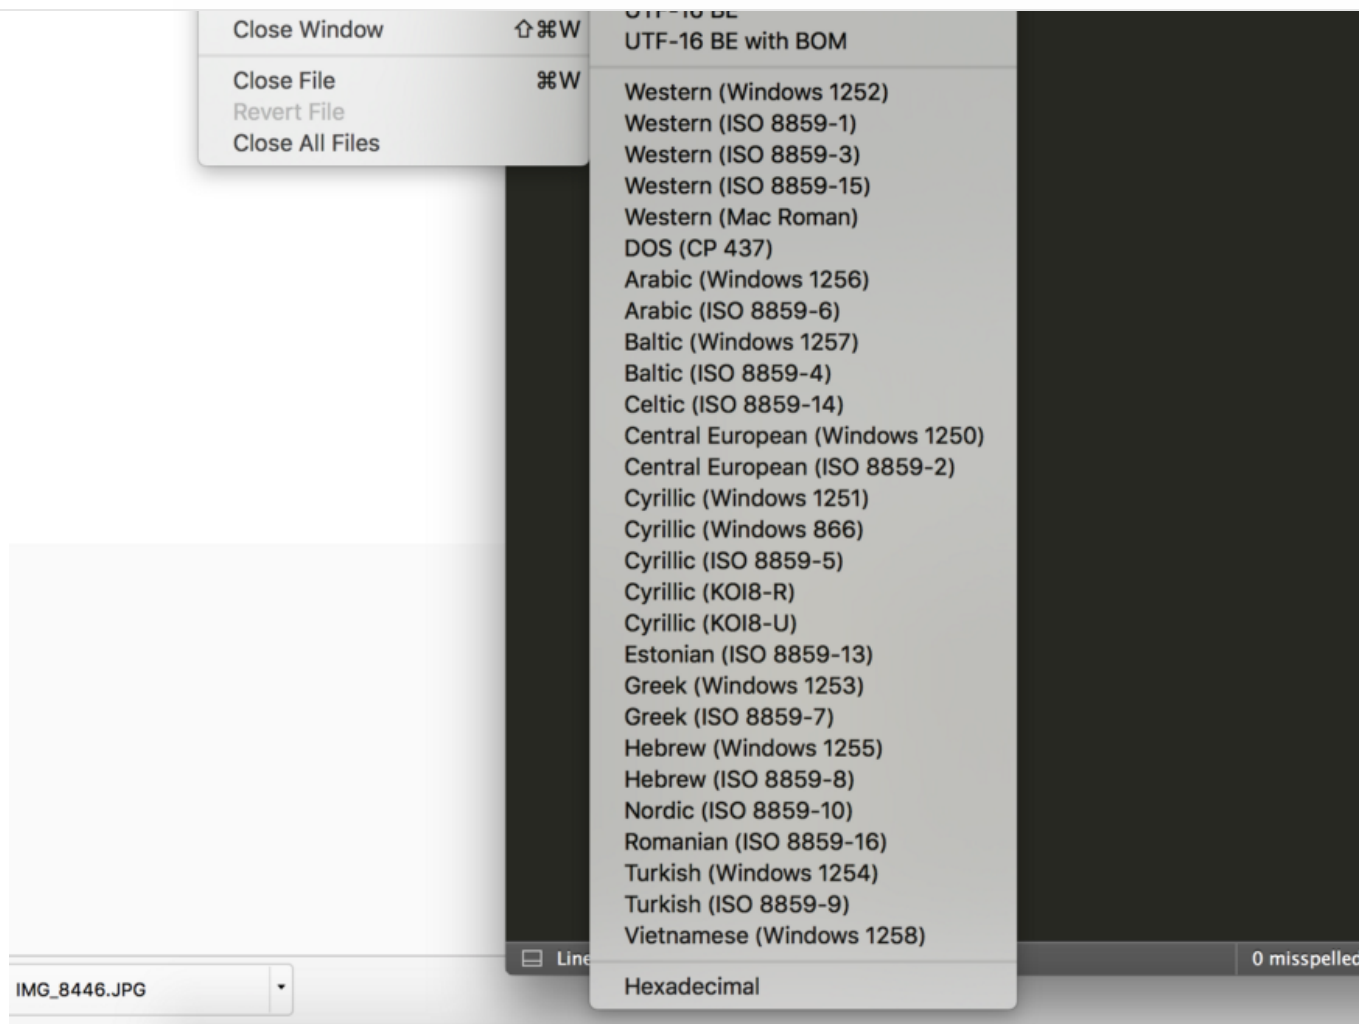 Close Window ⇧⌘W
Close File ⌘W
Revert File
Close All Files
UTF-16 BE
UTF-16 BE with BOM
Western (Windows 1252)
Western (ISO 8859-1)
Western (ISO 8859-3)
Western (ISO 8859-15)
Western (Mac Roman)
DOS (CP 437)
Arabic (Windows 1256)
Arabic (ISO 8859-6)
Baltic (Windows 1257)
Baltic (ISO 8859-4)
Celtic (ISO 8859-14)
Central European (Windows 1250)
Central European (ISO 8859-2)
Cyrillic (Windows 1251)
Cyrillic (Windows 866)
Cyrillic (ISO 8859-5)
Cyrillic (KOI8-R)
Cyrillic (KOI8-U)
Estonian (ISO 8859-13)
Greek (Windows 1253)
Greek (ISO 8859-7)
Hebrew (Windows 1255)
Hebrew (ISO 8859-8)
Nordic (ISO 8859-10)
Romanian (ISO 8859-16)
Turkish (Windows 1254)
Turkish (ISO 8859-9)
Vietnamese (Windows 1258)
Hexadecimal
Line
0 misspelled
IMG_8446.JPG